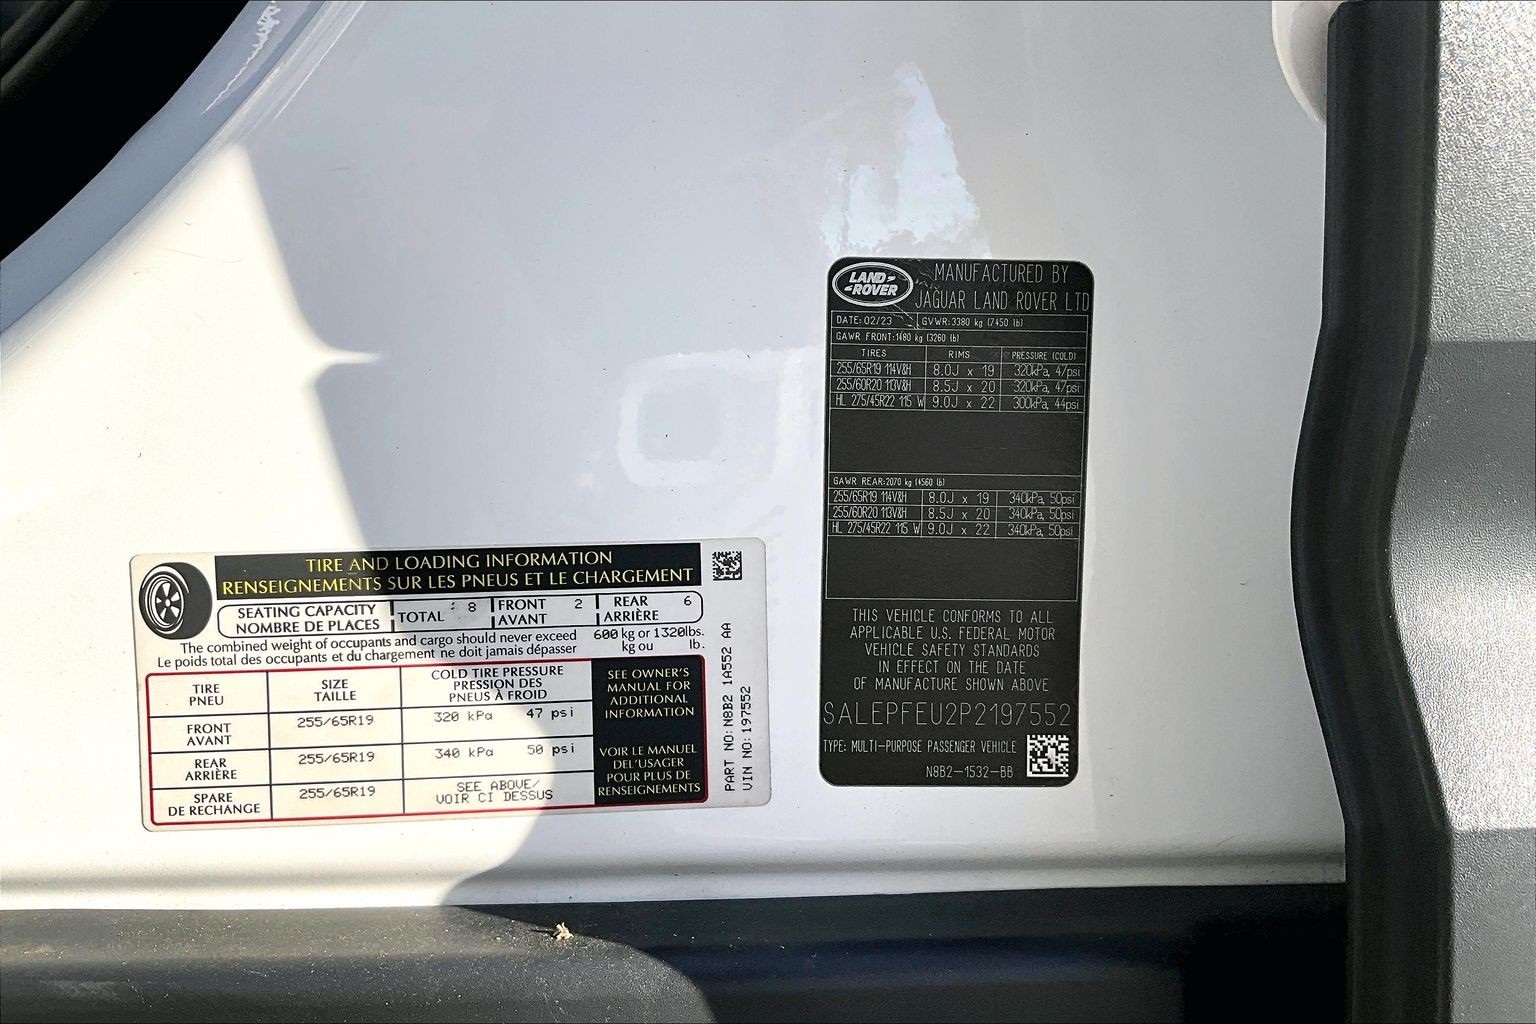 LAND-
-ROVER
MANUFACTURED BY
JAGUAR LAND ROVER LTD
DATE: 02/23 GVWR: 3380 kg (7450 lb)
GAWR FRONT: 1480 kg (3260 lb)
TIRES RIMS PRESSURE (COLD)
255/65R19 114V&H 8.0J x 19 320kPa, 47psi
255/60R20 113V&H 8.5J x 20 320kPa, 47psi
HL 275/45R22 115 W 9.0J x 22 300kPa, 44psi
GAWR REAR: 2070 kg (4560 lb)
255/65R19 114V&H 8.0J x 19 340kPa, 50psi
255/60R20 113V&H 8.5J x 20 340kPa, 50psi
HL 275/45R22 115 W 9.0J x 22 340kPa, 50psi
THIS VEHICLE CONFORMS TO ALL
APPLICABLE U.S. FEDERAL MOTOR
VEHICLE SAFETY STANDARDS
IN EFFECT ON THE DATE
OF MANUFACTURE SHOWN ABOVE
SALEPFEU2P2197552
TYPE: MULTI-PURPOSE PASSENGER VEHICLE
N8B2-1532-BB
TIRE AND LOADING INFORMATION
RENSEIGNEMENTS SUR LES PNEUS ET LE CHARGEMENT
SEATING CAPACITY
NOMBRE DE PLACES
TOTAL 8
FRONT
AVANT
2
REAR
ARRIÈRE
6
The combined weight of occupants and cargo should never exceed 600 kg or 1320lbs.
Le poids total des occupants et du chargement ne doit jamais dépasser kg ou lb.
TIRE
PNEU
SIZE
TAILLE
COLD TIRE PRESSURE
PRESSION DES
PNEUS À FROID
FRONT
AVANT
255/65R19
320 kPa 47 psi
REAR
ARRIÈRE
255/65R19
340 kPa 50 psi
SPARE
DE RECHANGE
255/65R19
SEE ABOVE/
VOIR CI DESSUS
SEE OWNER'S
MANUAL FOR
ADDITIONAL
INFORMATION
VOIR LE MANUEL
DEL'USAGER
POUR PLUS DE
RENSEIGNEMENTS
PART NO: N8B2 1A552 AA
VIN NO: 197552